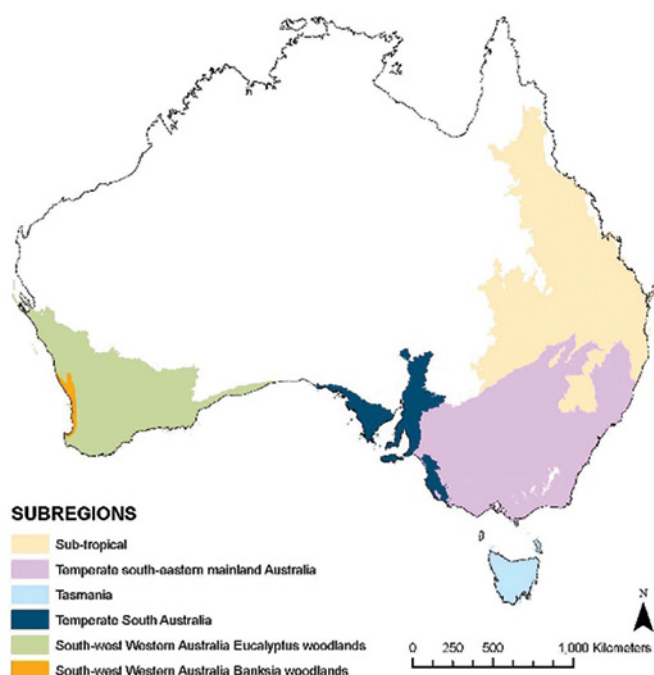 SUBREGIONS
Sub-tropical
Temperate south-eastern mainland Australia
Tasmania
Temperate South Australia
South-west Western Australia Eucalyptus woodlands
South-west Western Australia Banksia woodlands
N
0 250 500 1,000 Kilometers